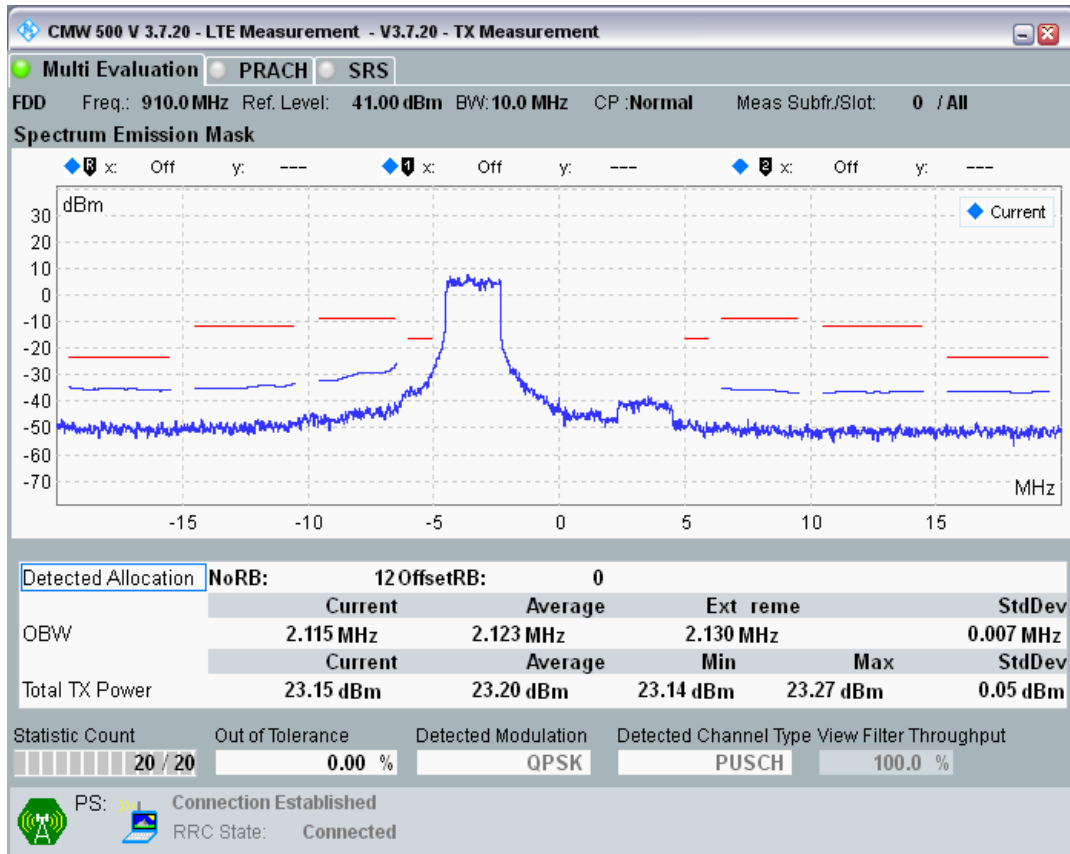 CMW 500 V 3.7.20 - LTE Measurement - V3.7.20 - TX Measurement
Multi Evaluation PRACH SRS
FDD Freq.: 910.0 MHz Ref. Level: 41.00 dBm BW: 10.0 MHz CP :Normal Meas Subfr./Slot: 0 / All
Spectrum Emission Mask
R x: Off y: --- 1 x: Off y: --- 2 x: Off y: ---
dBm
Current
30
20
10
0
-10
-20
-30
-40
-50
-60
-70
MHz
-15 -10 -5 0 5 10 15
Detected Allocation NoRB: 12 OffsetRB: 0
Current Average Ext reme StdDev
OBW 2.115 MHz 2.123 MHz 2.130 MHz 0.007 MHz
Current Average Min Max StdDev
Total TX Power 23.15 dBm 23.20 dBm 23.14 dBm 23.27 dBm 0.05 dBm
Statistic Count Out of Tolerance Detected Modulation Detected Channel Type View Filter Throughput
20 / 20 0.00 % QPSK PUSCH 100.0 %
PS: Connection Established
RRC State: Connected